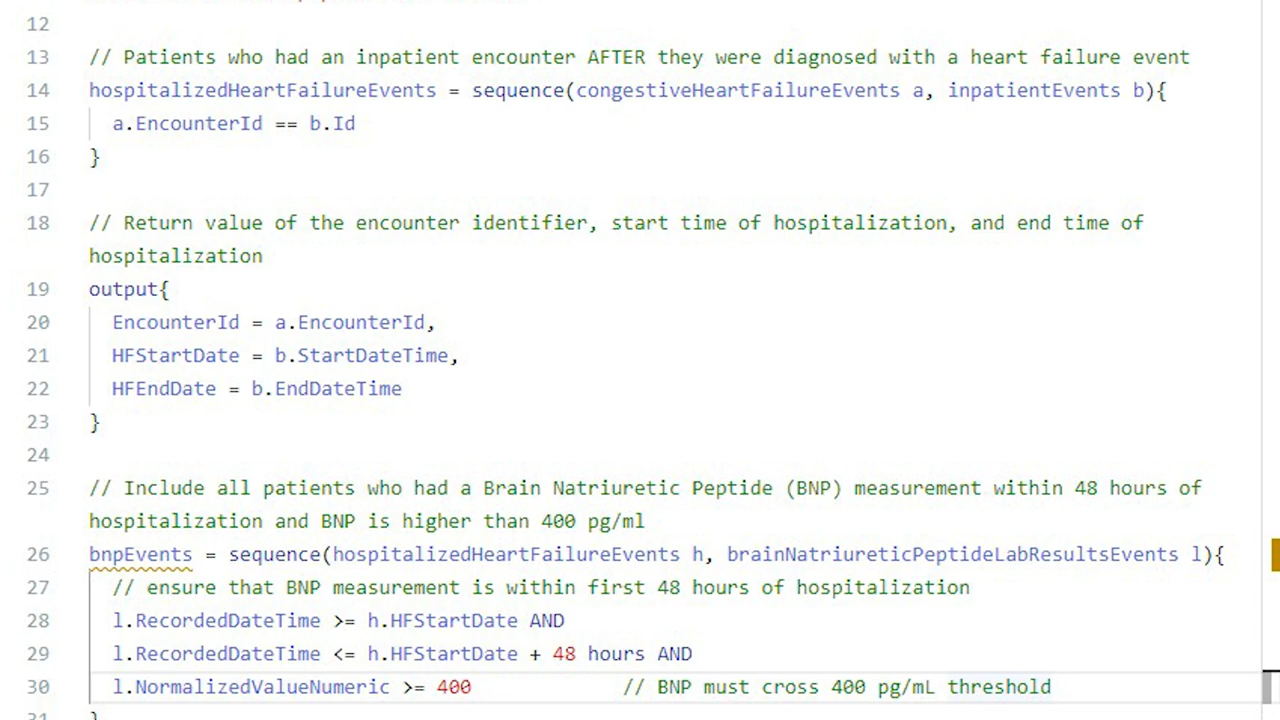 12
13 // Patients who had an inpatient encounter AFTER they were diagnosed with a heart failure event
14 hospitalizedHeartFailureEvents = sequence(congestiveHeartFailureEvents a, inpatientEvents b){
15 a.EncounterId == b.Id
16 }
17
18 // Return value of the encounter identifier, start time of hospitalization, and end time of
hospitalization
19 output{
20 EncounterId = a.EncounterId,
21 HFStartDate = b.StartDateTime,
22 HFEndDate = b.EndDateTime
23 }
24
25 // Include all patients who had a Brain Natriuretic Peptide (BNP) measurement within 48 hours of
hospitalization and BNP is higher than 400 pg/ml
26 bnpEvents = sequence(hospitalizedHeartFailureEvents h, brainNatriureticPeptideLabResultsEvents l){
27 // ensure that BNP measurement is within first 48 hours of hospitalization
28 l.RecordedDateTime >= h.HFStartDate AND
29 l.RecordedDateTime <= h.HFStartDate + 48 hours AND
30 l.NormalizedValueNumeric >= 400 // BNP must cross 400 pg/mL threshold
31 }